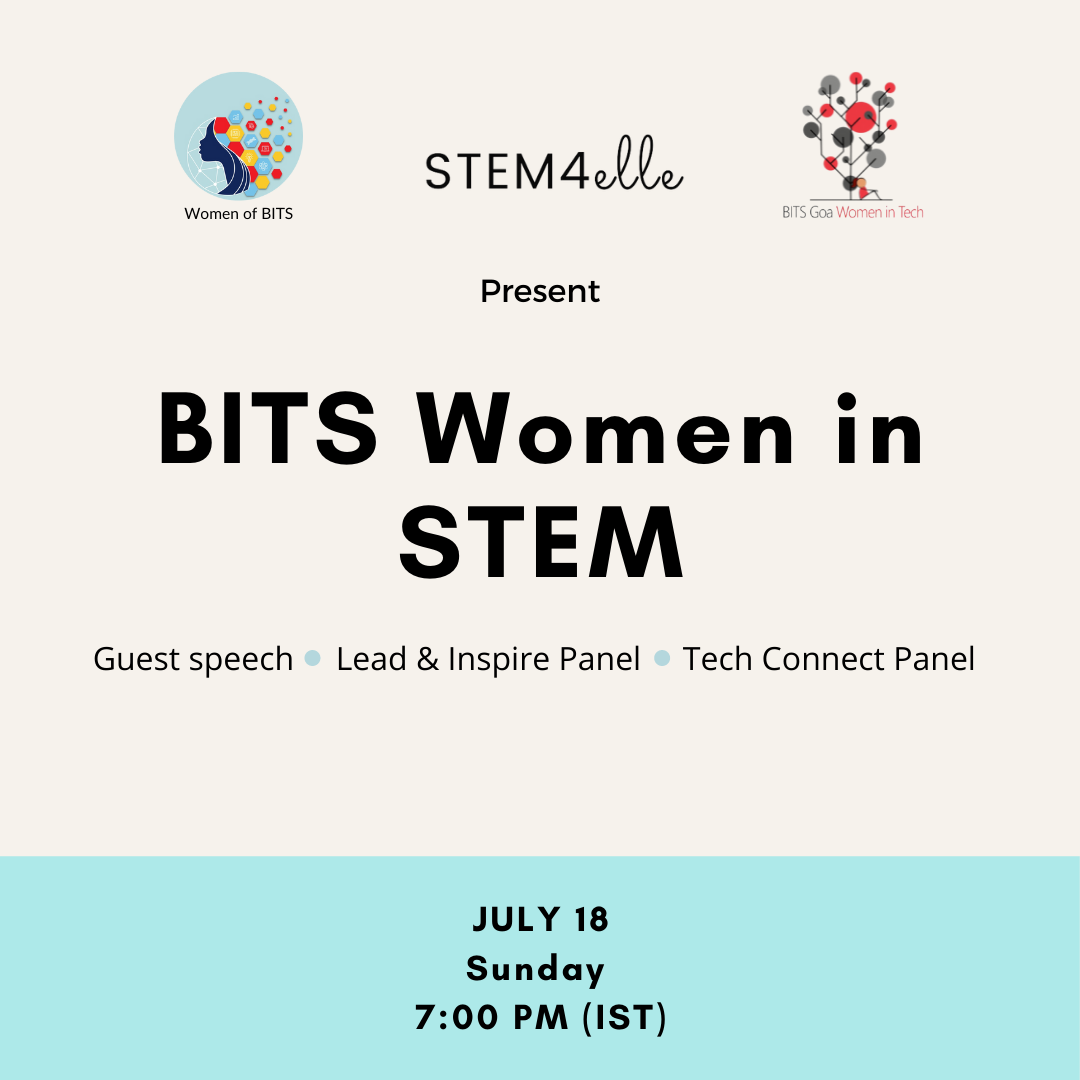 Women of BITS
STEM4elle
BITS Goa Women in Tech
Present
BITS Women in
STEM
Guest speech ● Lead & Inspire Panel ● Tech Connect Panel
JULY 18
Sunday
7:00 PM (IST)